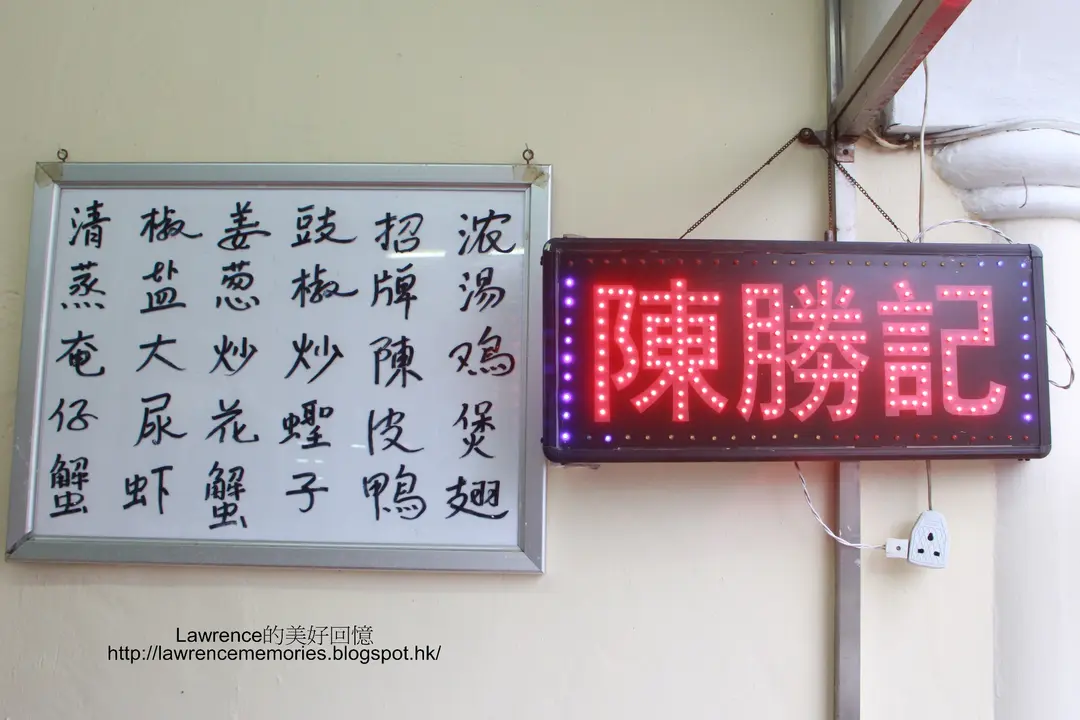 浓湯鸡煲翅
招牌陳皮鴨
豉椒炒蟶子
姜葱炒花蟹
椒盐大尿虾
清蒸奄仔蟹
陳勝記
Lawrence的美好回憶
http://lawrencememories.blogspot.hk/